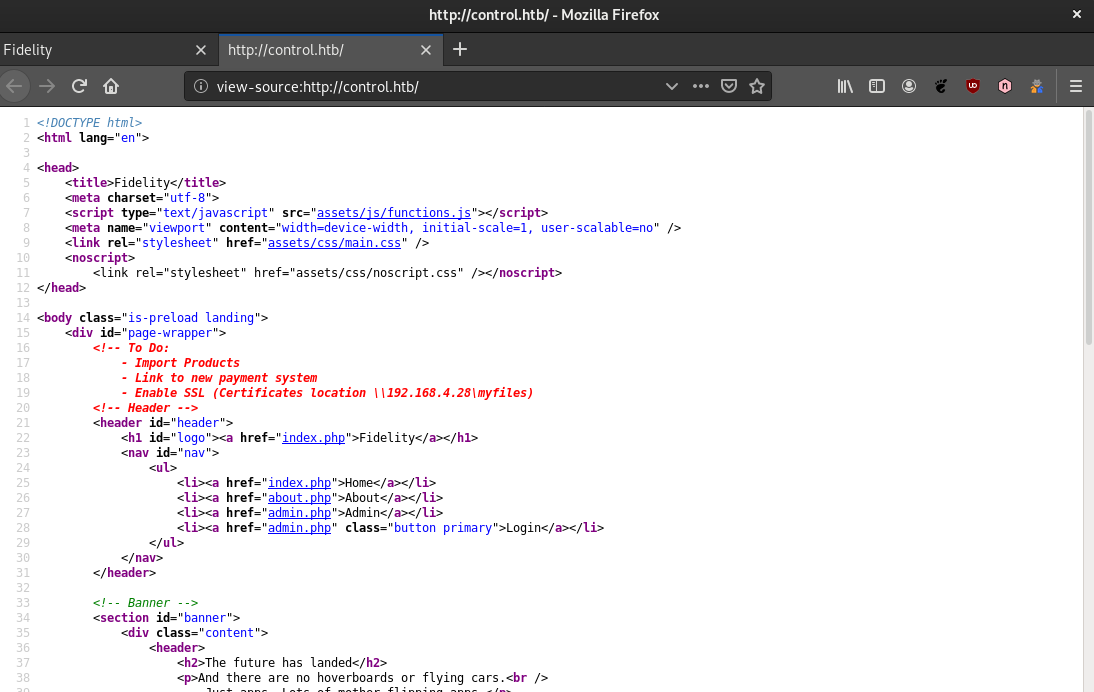 http://control.htb/ - Mozilla Firefox
Fidelity
http://control.htb/
view-source:http://control.htb/
1 <!DOCTYPE html>
2 <html lang="en">
3
4 <head>
5 <title>Fidelity</title>
6 <meta charset="utf-8">
7 <script type="text/javascript" src="assets/js/functions.js"></script>
8 <meta name="viewport" content="width=device-width, initial-scale=1, user-scalable=no" />
9 <link rel="stylesheet" href="assets/css/main.css" />
10 <noscript>
11 <link rel="stylesheet" href="assets/css/noscript.css" /></noscript>
12 </head>
13
14 <body class="is-preload landing">
15 <div id="page-wrapper">
16 <!-- To Do:
17 - Import Products
18 - Link to new payment system
19 - Enable SSL (Certificates location \\192.168.4.28\myfiles)
20 <!-- Header -->
21 <header id="header">
22 <h1 id="logo"><a href="index.php">Fidelity</a></h1>
23 <nav id="nav">
24 <ul>
25 <li><a href="index.php">Home</a></li>
26 <li><a href="about.php">About</a></li>
27 <li><a href="admin.php">Admin</a></li>
28 <li><a href="admin.php" class="button primary">Login</a></li>
29 </ul>
30 </nav>
31 </header>
32
33 <!-- Banner -->
34 <section id="banner">
35 <div class="content">
36 <header>
37 <h2>The future has landed</h2>
38 <p>And there are no hoverboards or flying cars.<br />
39 Just apps. Lots of mother flipping apps.</p>